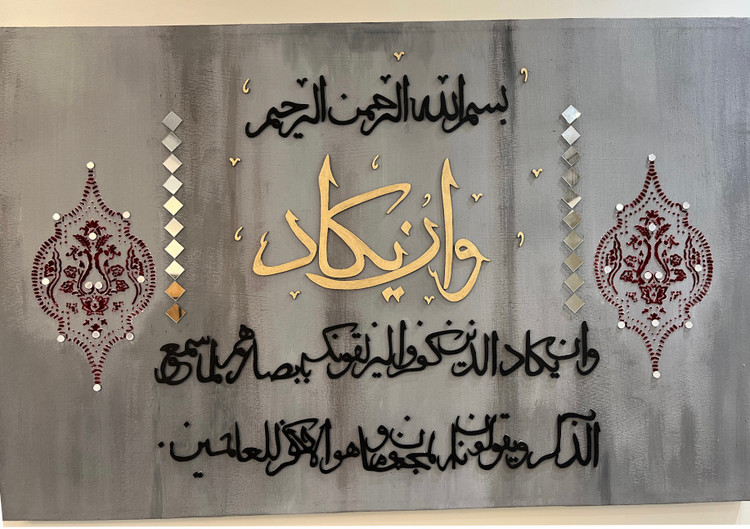 بسم الله الرحمن الرحيم
وان يكاد
وان يكاد الذين كفروا ليزلقونك بابصارهم لما سمعوا
الذكر ويقولون انه لمجنون وما هو الا ذكر للعالمين